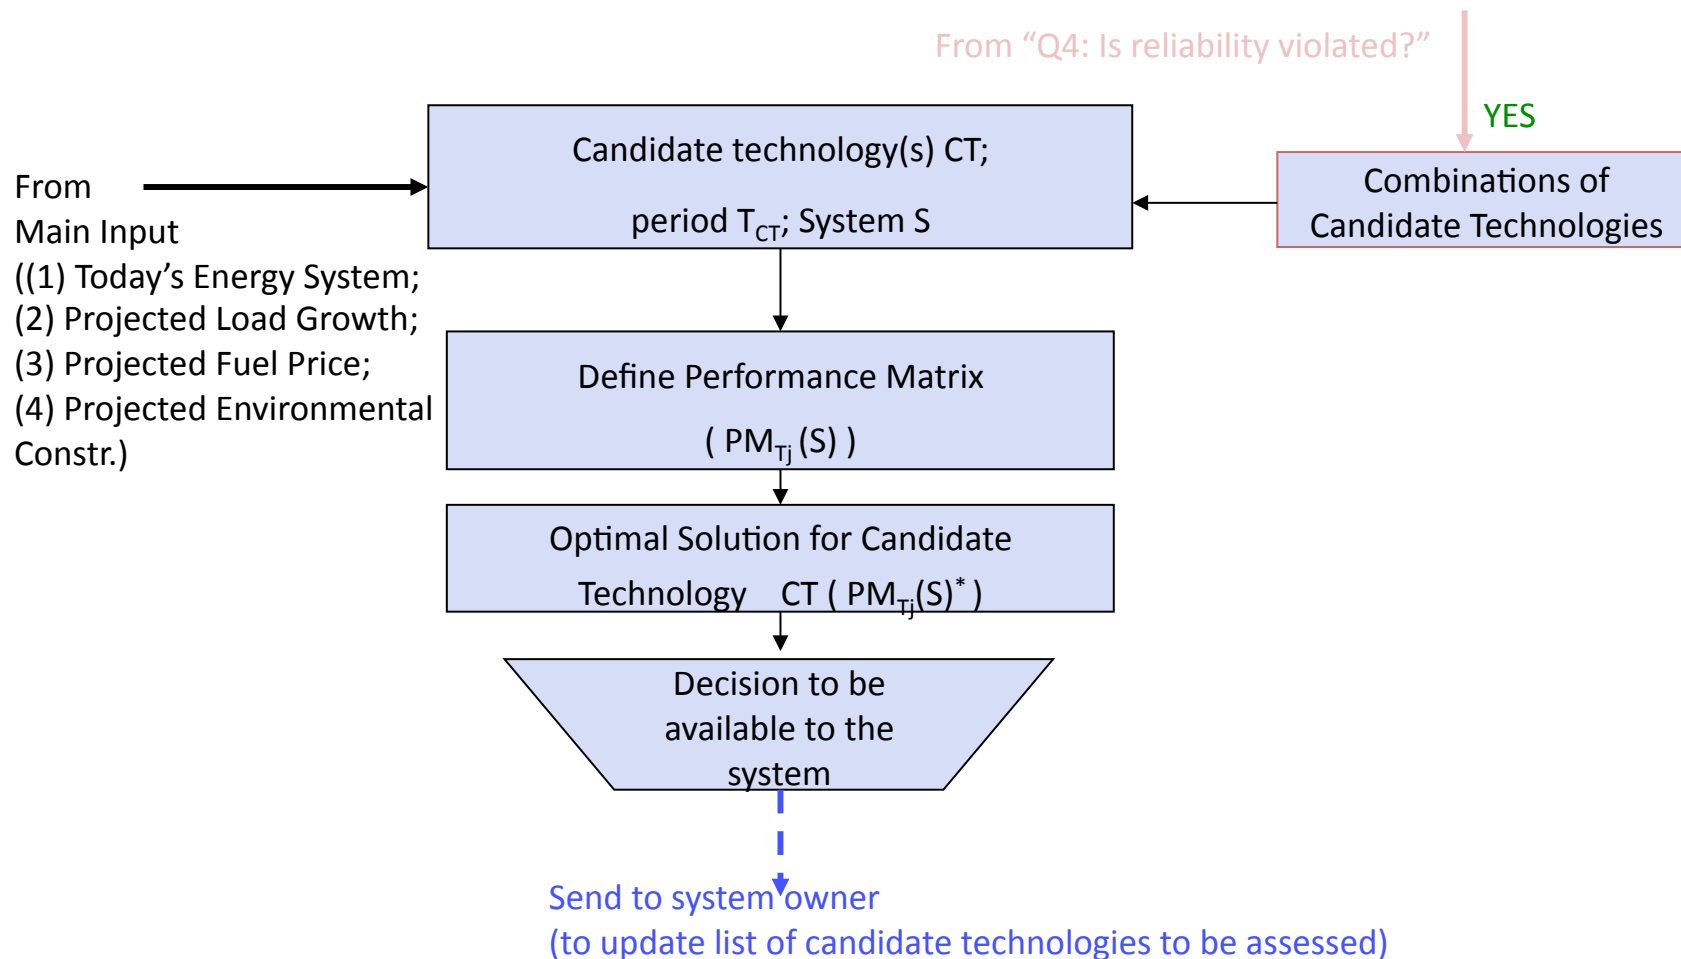 From “Q4: Is reliability violated?”
YES
Candidate technology(s) CT;
period T_CT; System S
Combinations of
Candidate Technologies
From
Main Input
((1) Today’s Energy System;
(2) Projected Load Growth;
(3) Projected Fuel Price;
(4) Projected Environmental
Constr.)
Define Performance Matrix
( PM_Tj (S) )
Optimal Solution for Candidate
Technology CT ( PM_Tj(S)* )
Decision to be
available to the
system
Send to system owner
(to update list of candidate technologies to be assessed)